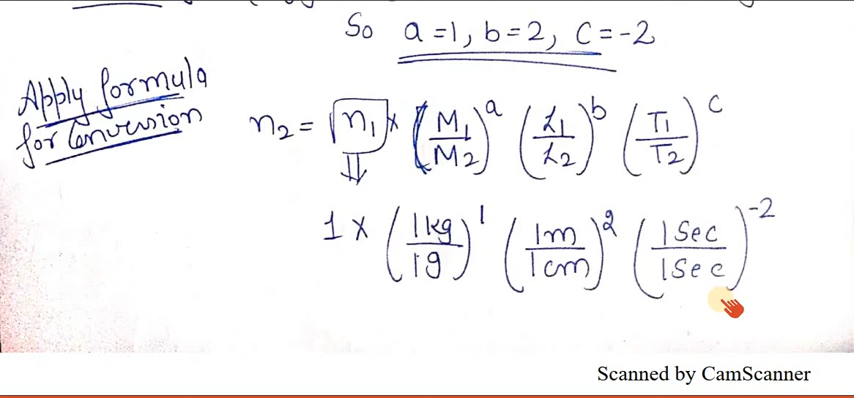 So a=1, b=2, c=-2
Apply formula
for Conversion
n₂ = n₁ × (M₁/M₂)ᵃ (L₁/L₂)ᵇ (T₁/T₂)ᶜ
1 × (1kg/1g)¹ (1m/1cm)² (1Sec/1Sec)⁻²
Scanned by CamScanner